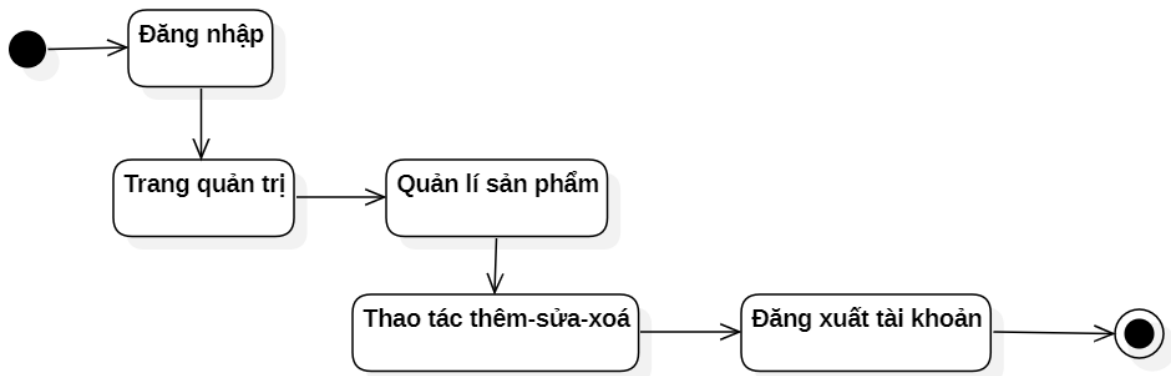 Đăng nhập
Trang quản trị
Quản lí sản phẩm
Thao tác thêm-sửa-xoá
Đăng xuất tài khoản